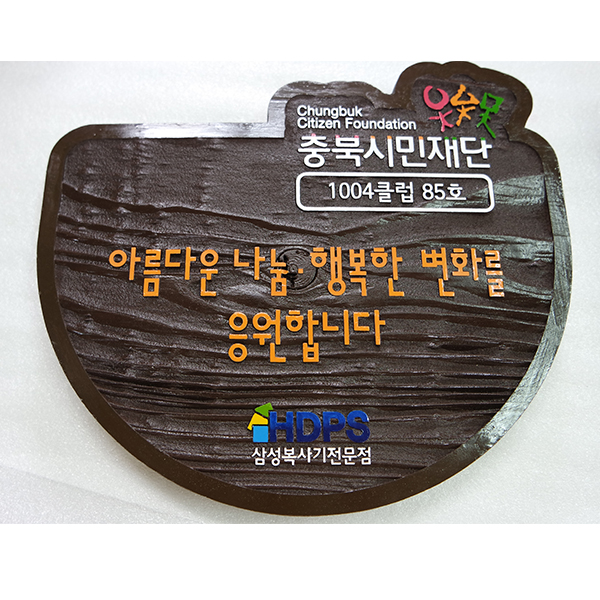 Chungbuk
Citizen Foundation
충북시민재단
1004클럽 85호
아름다운 나눔·행복한 변화를
응원합니다
HDPS
삼성복사기전문점